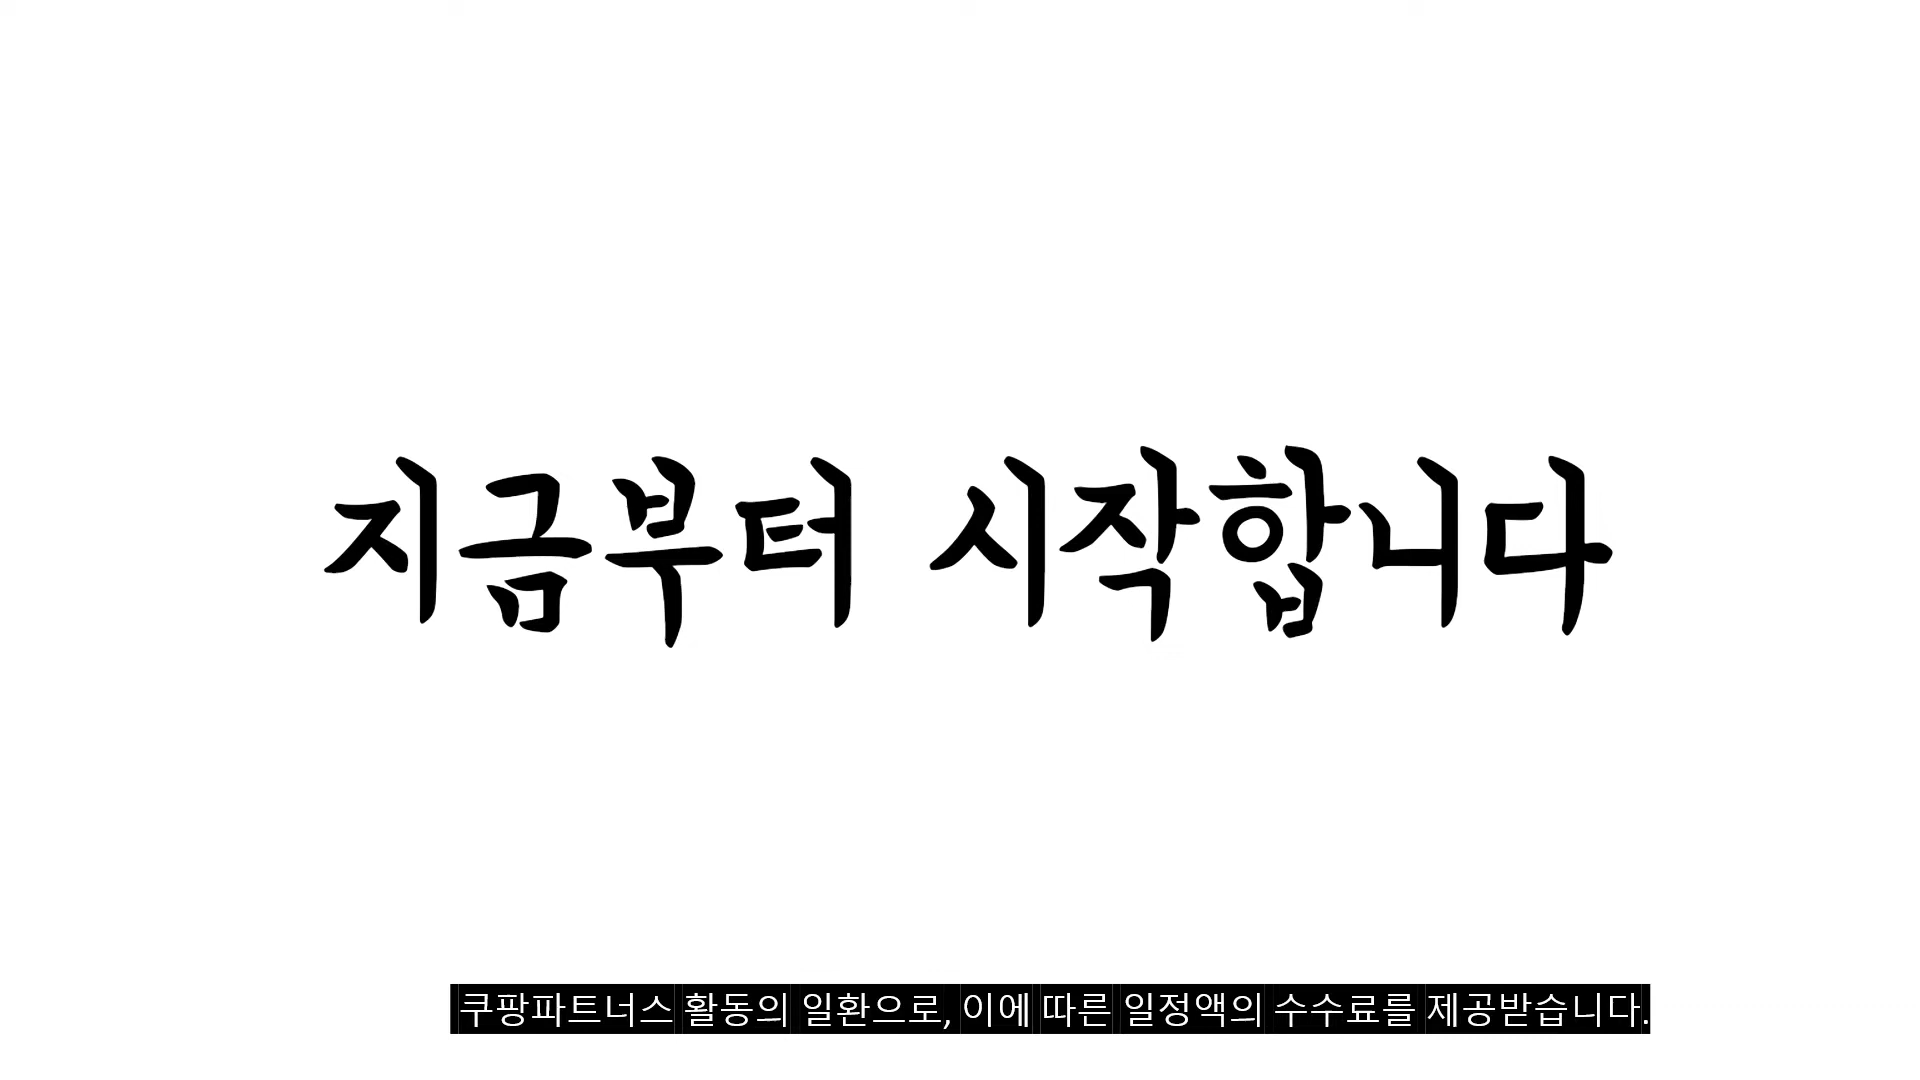 지금부터 시작합니다
쿠팡파트너스 활동의 일환으로, 이에 따른 일정액의 수수료를 제공받습니다.